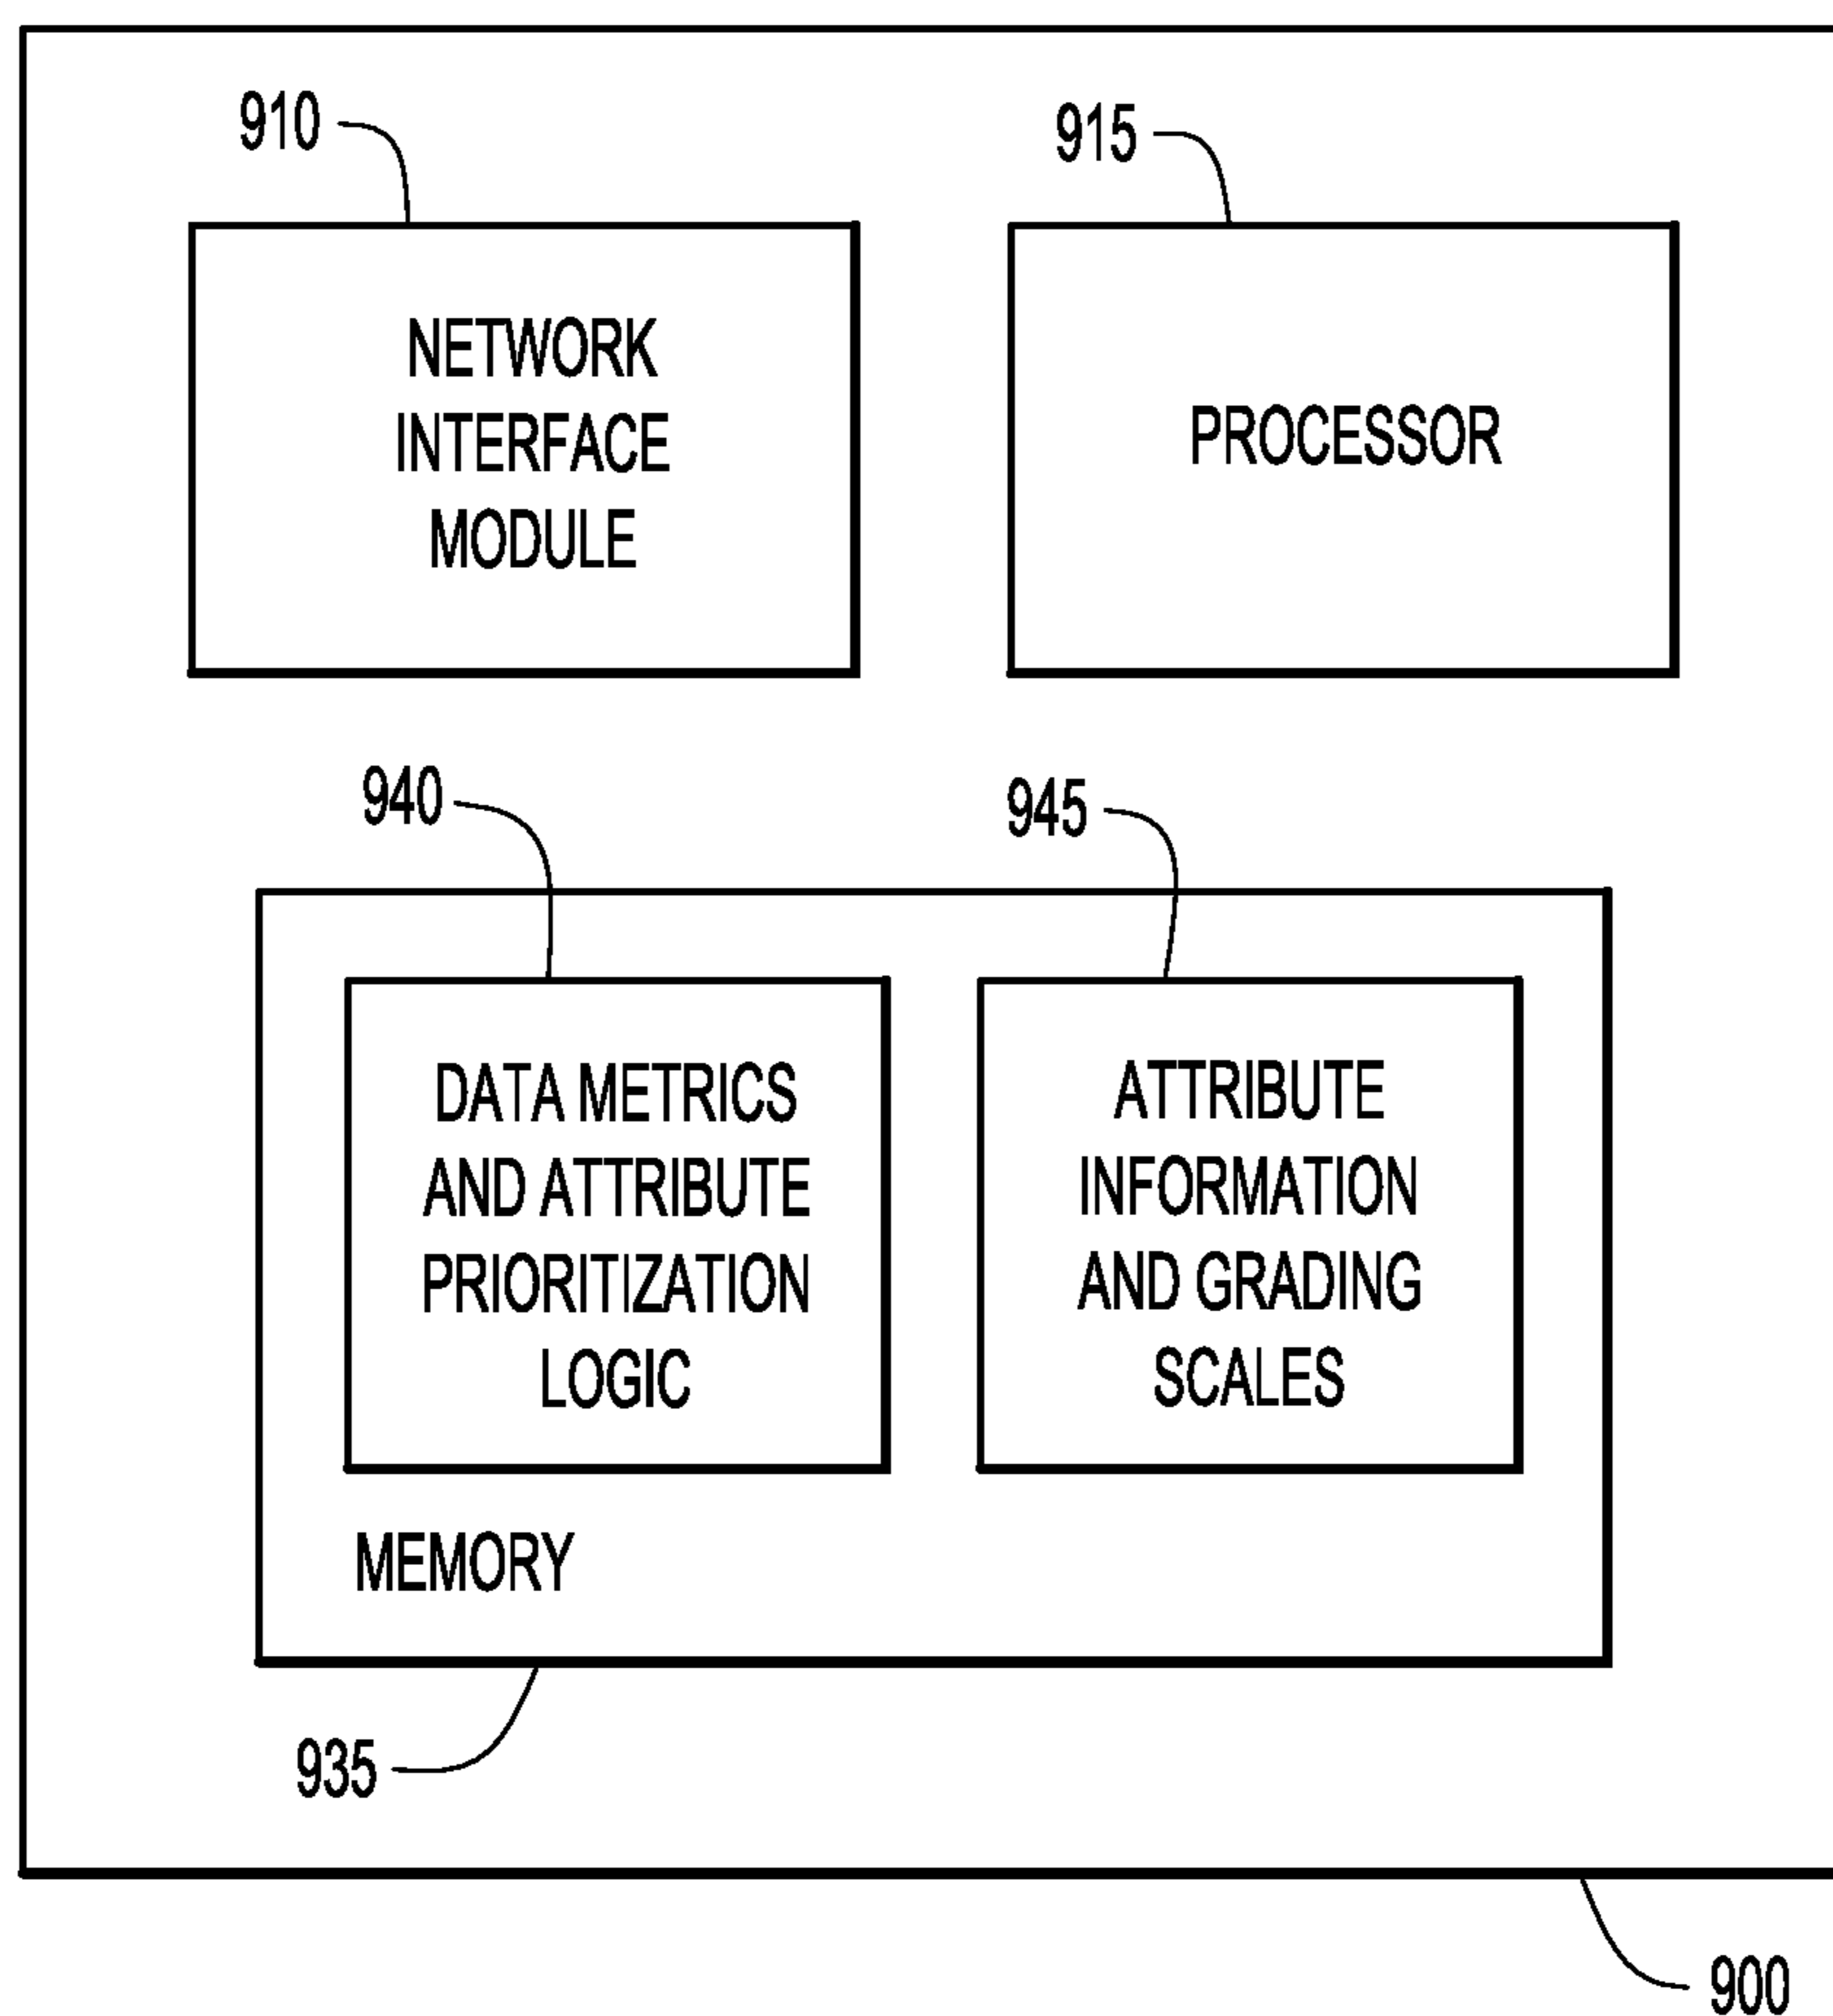 910
915
NETWORK
INTERFACE
MODULE
PROCESSOR
940
945
DATA METRICS
AND ATTRIBUTE
PRIORITIZATION
LOGIC
ATTRIBUTE
INFORMATION
AND GRADING
SCALES
MEMORY
935
900